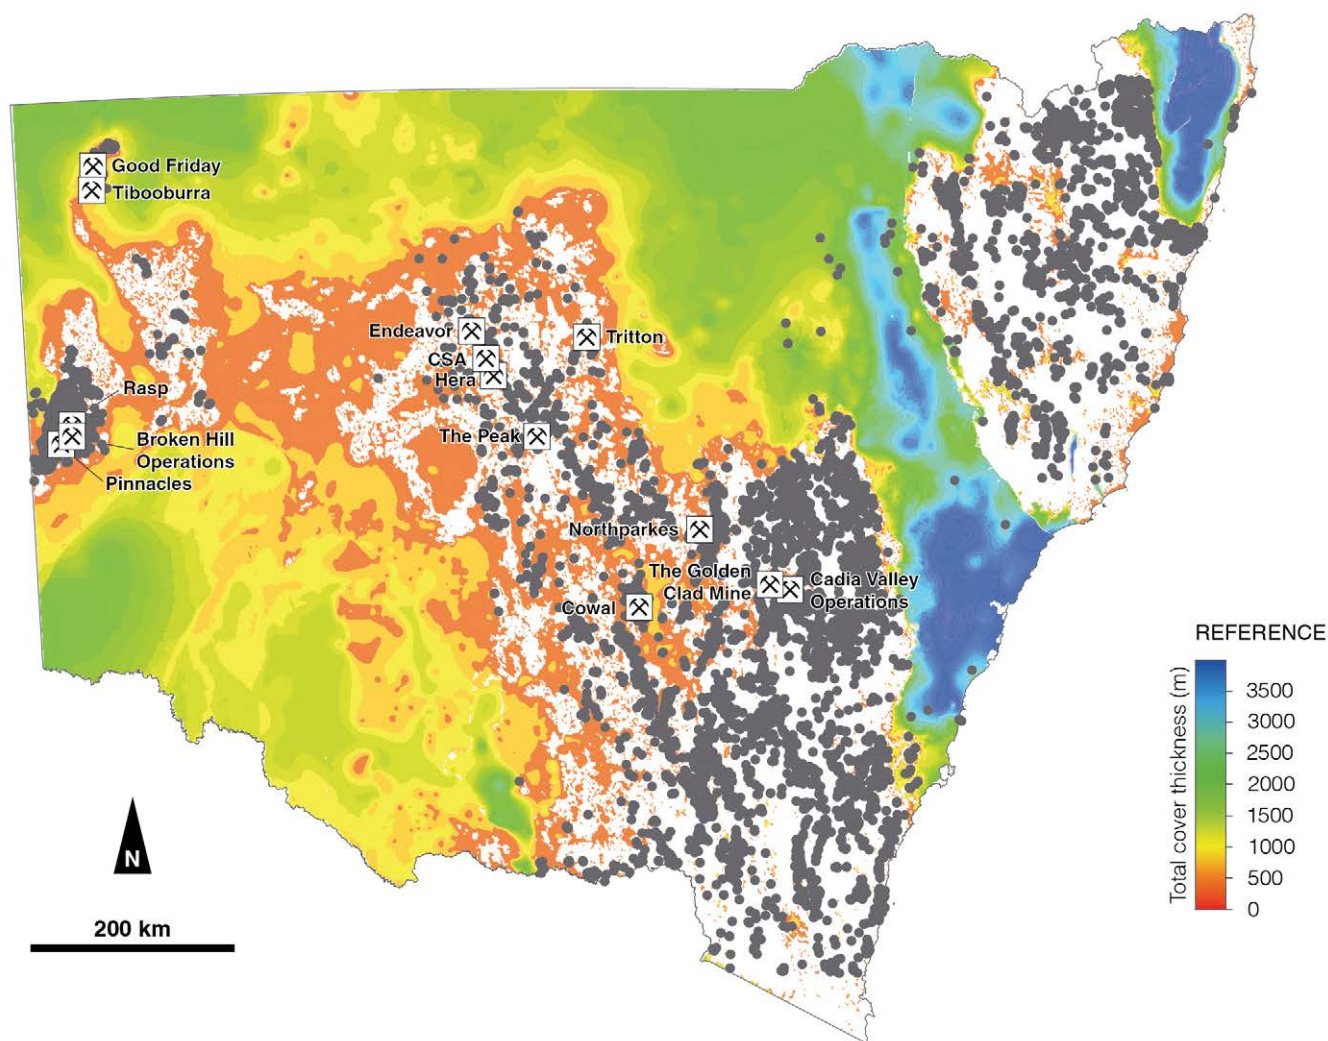 Good Friday
Tibooburra
Endeavor
Tritton
CSA
Hera
Rasp
The Peak
Broken Hill
Operations
Pinnacles
Northparkes
The Golden
Clad Mine
Cadia Valley
Operations
Cowal
REFERENCE
Total cover thickness (m)
3500
3000
2500
2000
1500
1000
500
0
N
200 km